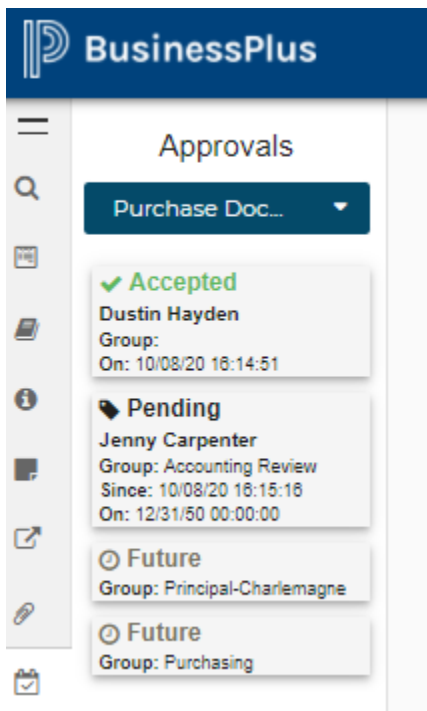 BusinessPlus
Approvals
Purchase Doc...
Accepted
Dustin Hayden
Group:
On: 10/08/20 16:14:51
Pending
Jenny Carpenter
Group: Accounting Review
Since: 10/08/20 16:15:16
On: 12/31/50 00:00:00
Future
Group: Principal-Charlemagne
Future
Group: Purchasing